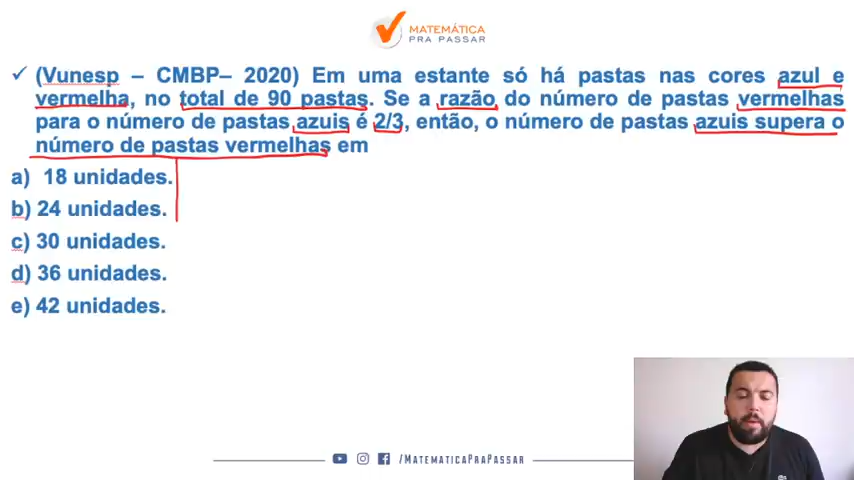 MATEMÁTICA
PRA PASSAR
(Vunesp – CMBP– 2020) Em uma estante só há pastas nas cores azul e
vermelha, no total de 90 pastas. Se a razão do número de pastas vermelhas
para o número de pastas azuis é 2/3, então, o número de pastas azuis supera o
número de pastas vermelhas em
a) 18 unidades.
b) 24 unidades.
c) 30 unidades.
d) 36 unidades.
e) 42 unidades.
/MATEMATICAPRAPASSAR